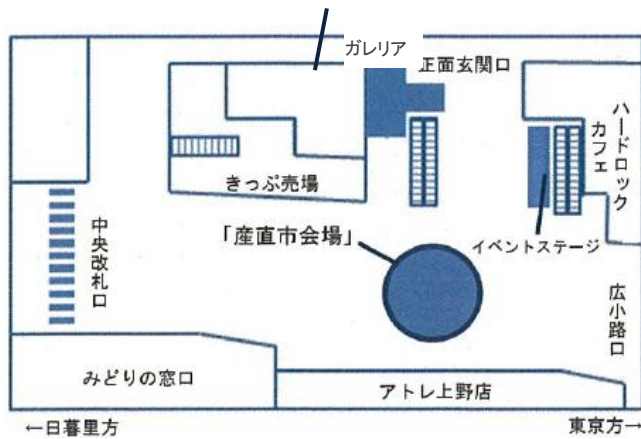 ガレリア
正面玄関口
ハードロック
カフェ
きっぷ売場
「産直市会場」
イベントステージ
中央改札口
広小路口
みどりの窓口
アトレ上野店
←日暮里方
東京方→